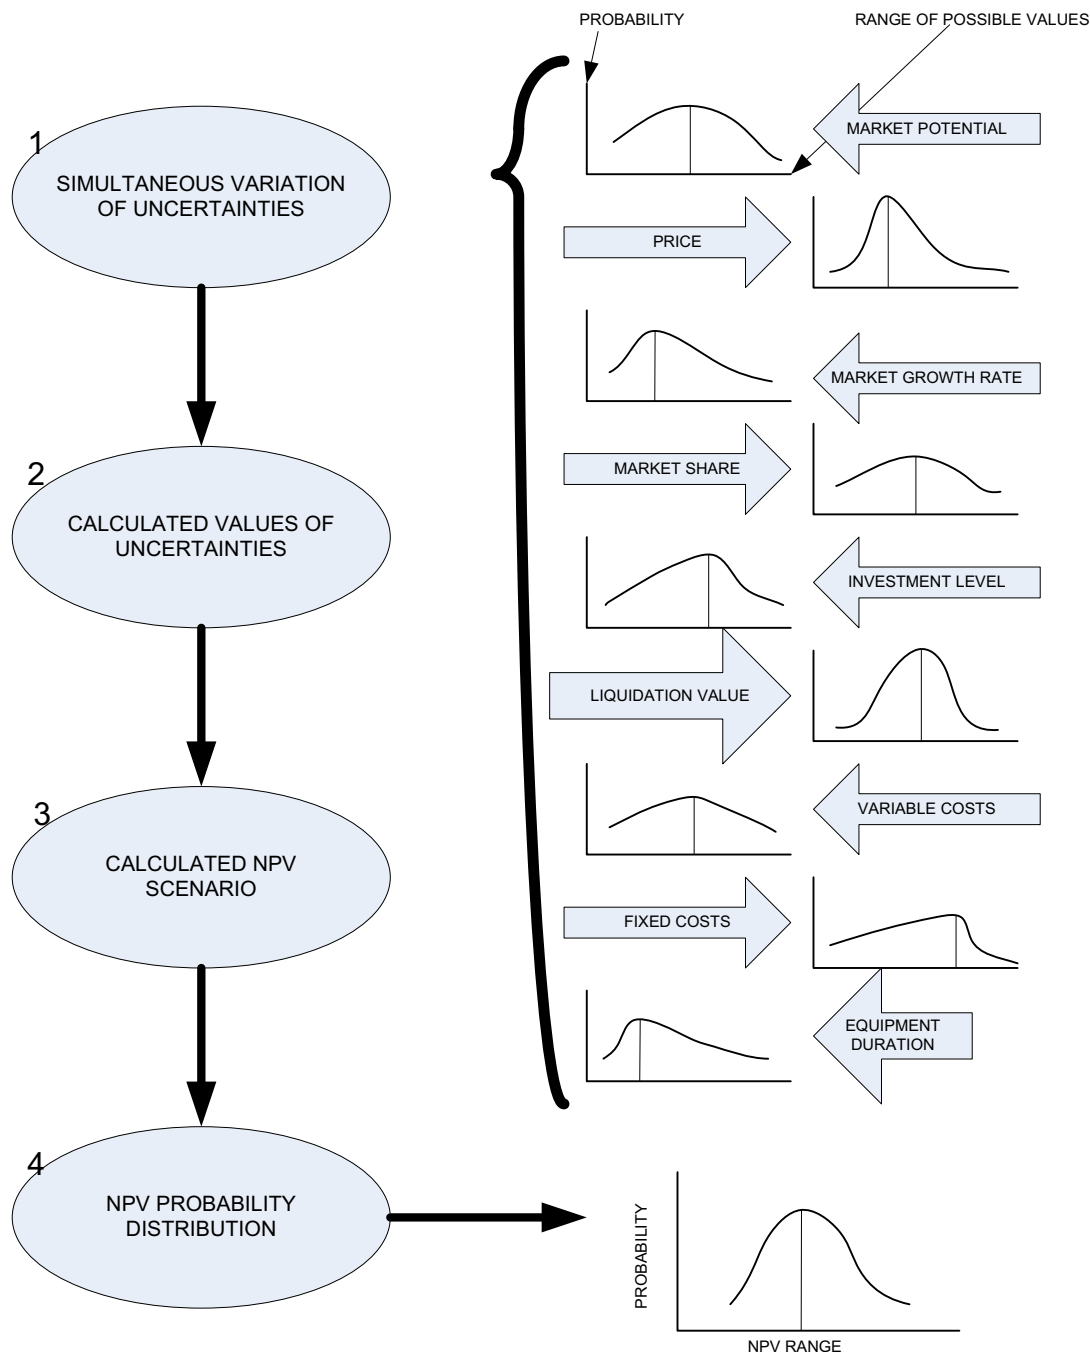 PROBABILITY
RANGE OF POSSIBLE VALUES
1
SIMULTANEOUS VARIATION
OF UNCERTAINTIES
MARKET POTENTIAL
PRICE
MARKET GROWTH RATE
2
CALCULATED VALUES OF
UNCERTAINTIES
MARKET SHARE
INVESTMENT LEVEL
LIQUIDATION VALUE
3
CALCULATED NPV
SCENARIO
VARIABLE COSTS
FIXED COSTS
EQUIPMENT
DURATION
4
NPV PROBABILITY
DISTRIBUTION
PROBABILITY
NPV RANGE